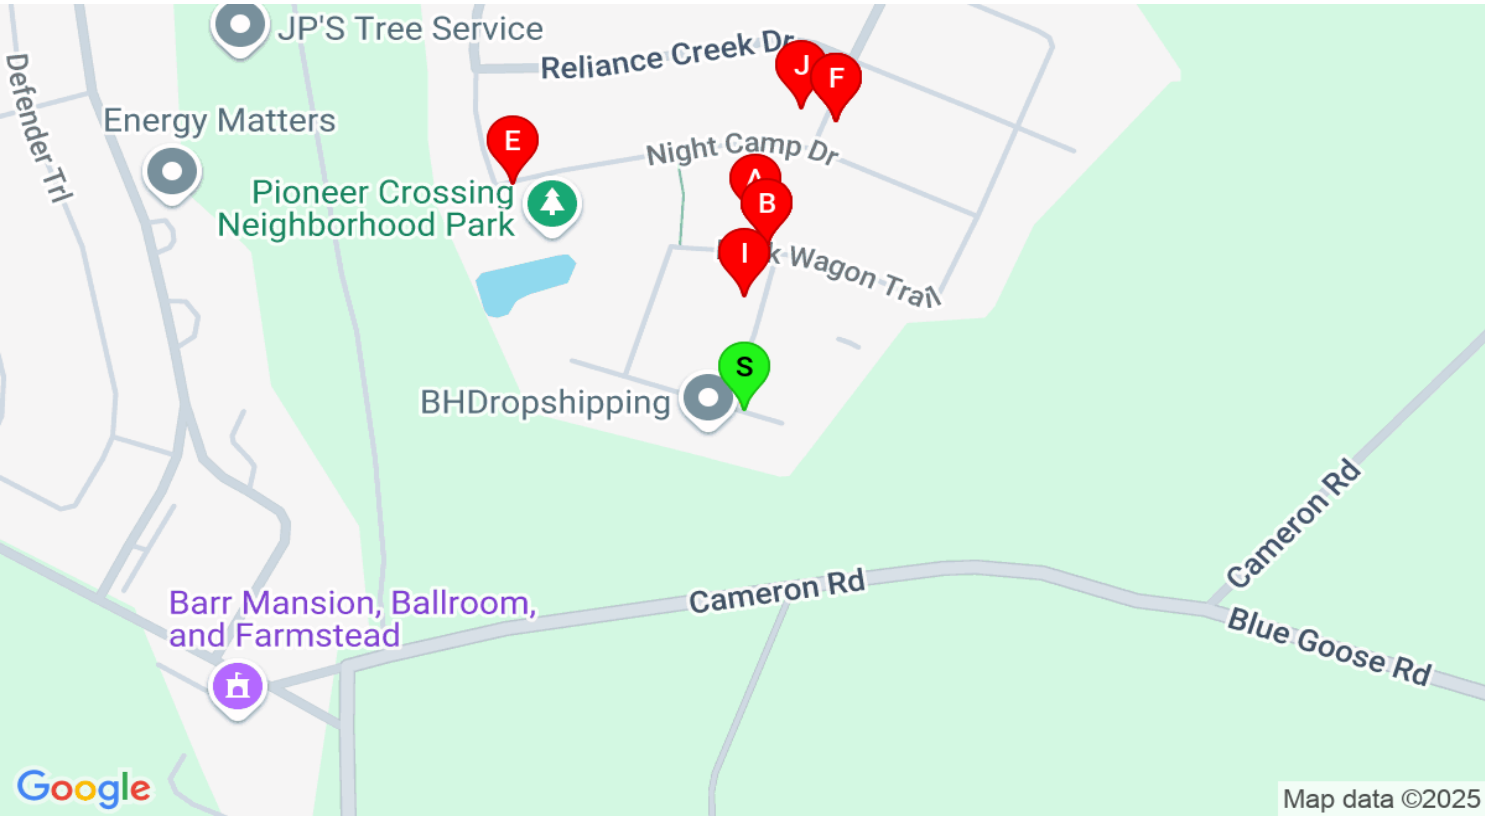 JP'S Tree Service
Reliance Creek Dr
J
F
Defender Trl
Energy Matters
E
Night Camp Dr
A
Pioneer Crossing
Neighborhood Park
B
I
Wagon Trail
S
BHDropshipping
Cameron Rd
Cameron Rd
Barr Mansion, Ballroom,
and Farmstead
Blue Goose Rd
Google
Map data ©2025